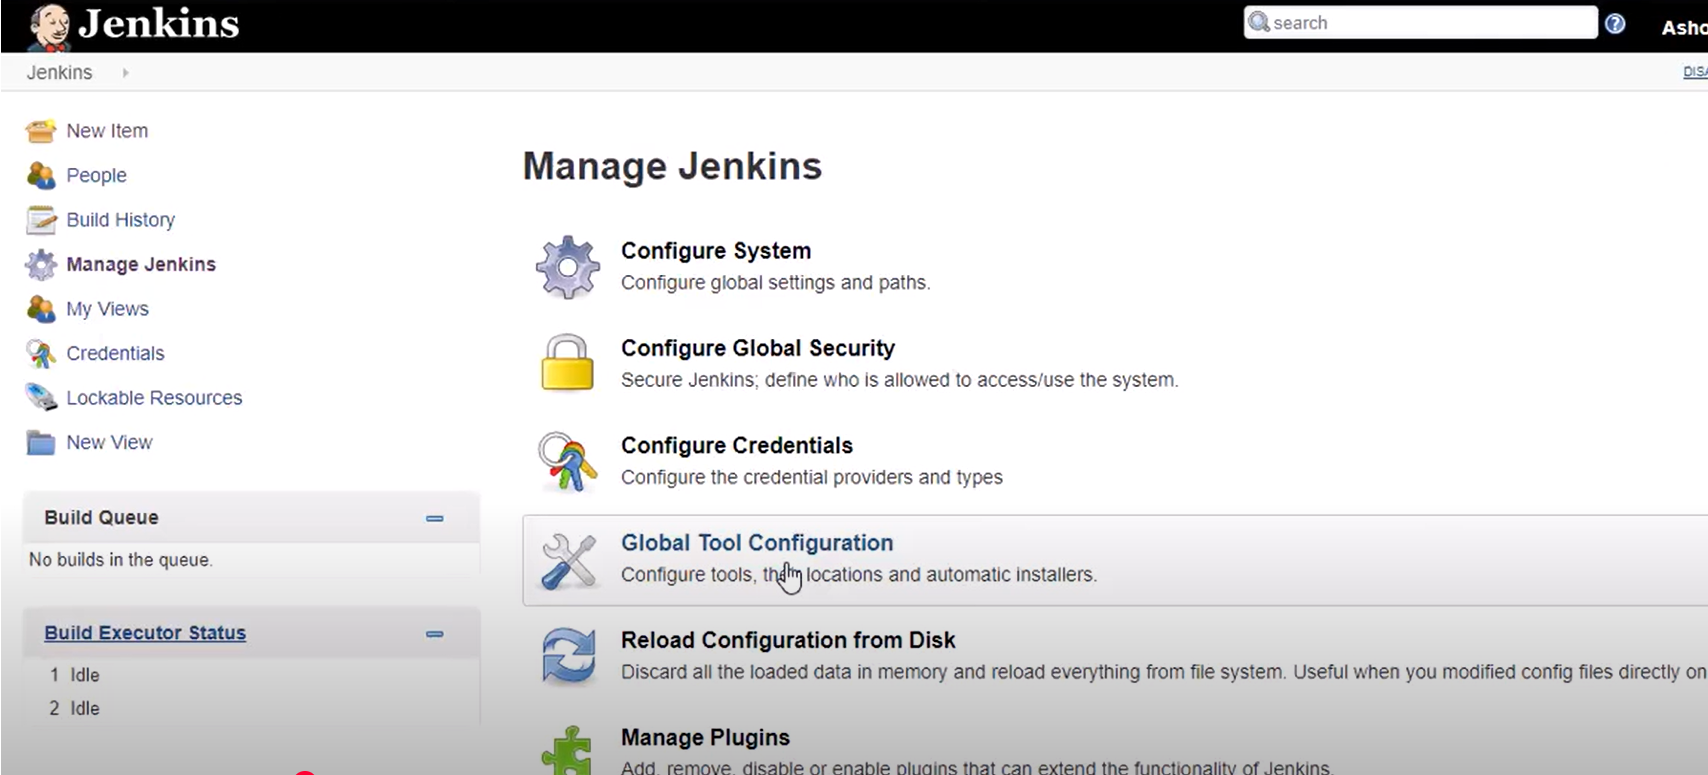 Jenkins
search
Jenkins
New Item
People
Build History
Manage Jenkins
My Views
Credentials
Lockable Resources
New View
Build Queue
No builds in the queue.
Build Executor Status
1 Idle
2 Idle
Manage Jenkins
Configure System
Configure global settings and paths.
Configure Global Security
Secure Jenkins; define who is allowed to access/use the system.
Configure Credentials
Configure the credential providers and types
Global Tool Configuration
Configure tools, locations and automatic installers.
Reload Configuration from Disk
Discard all the loaded data in memory and reload everything from file system. Useful when you modified config files directly on
Manage Plugins
Add, remove, disable or enable plugins that can extend the functionality of Jenkins.